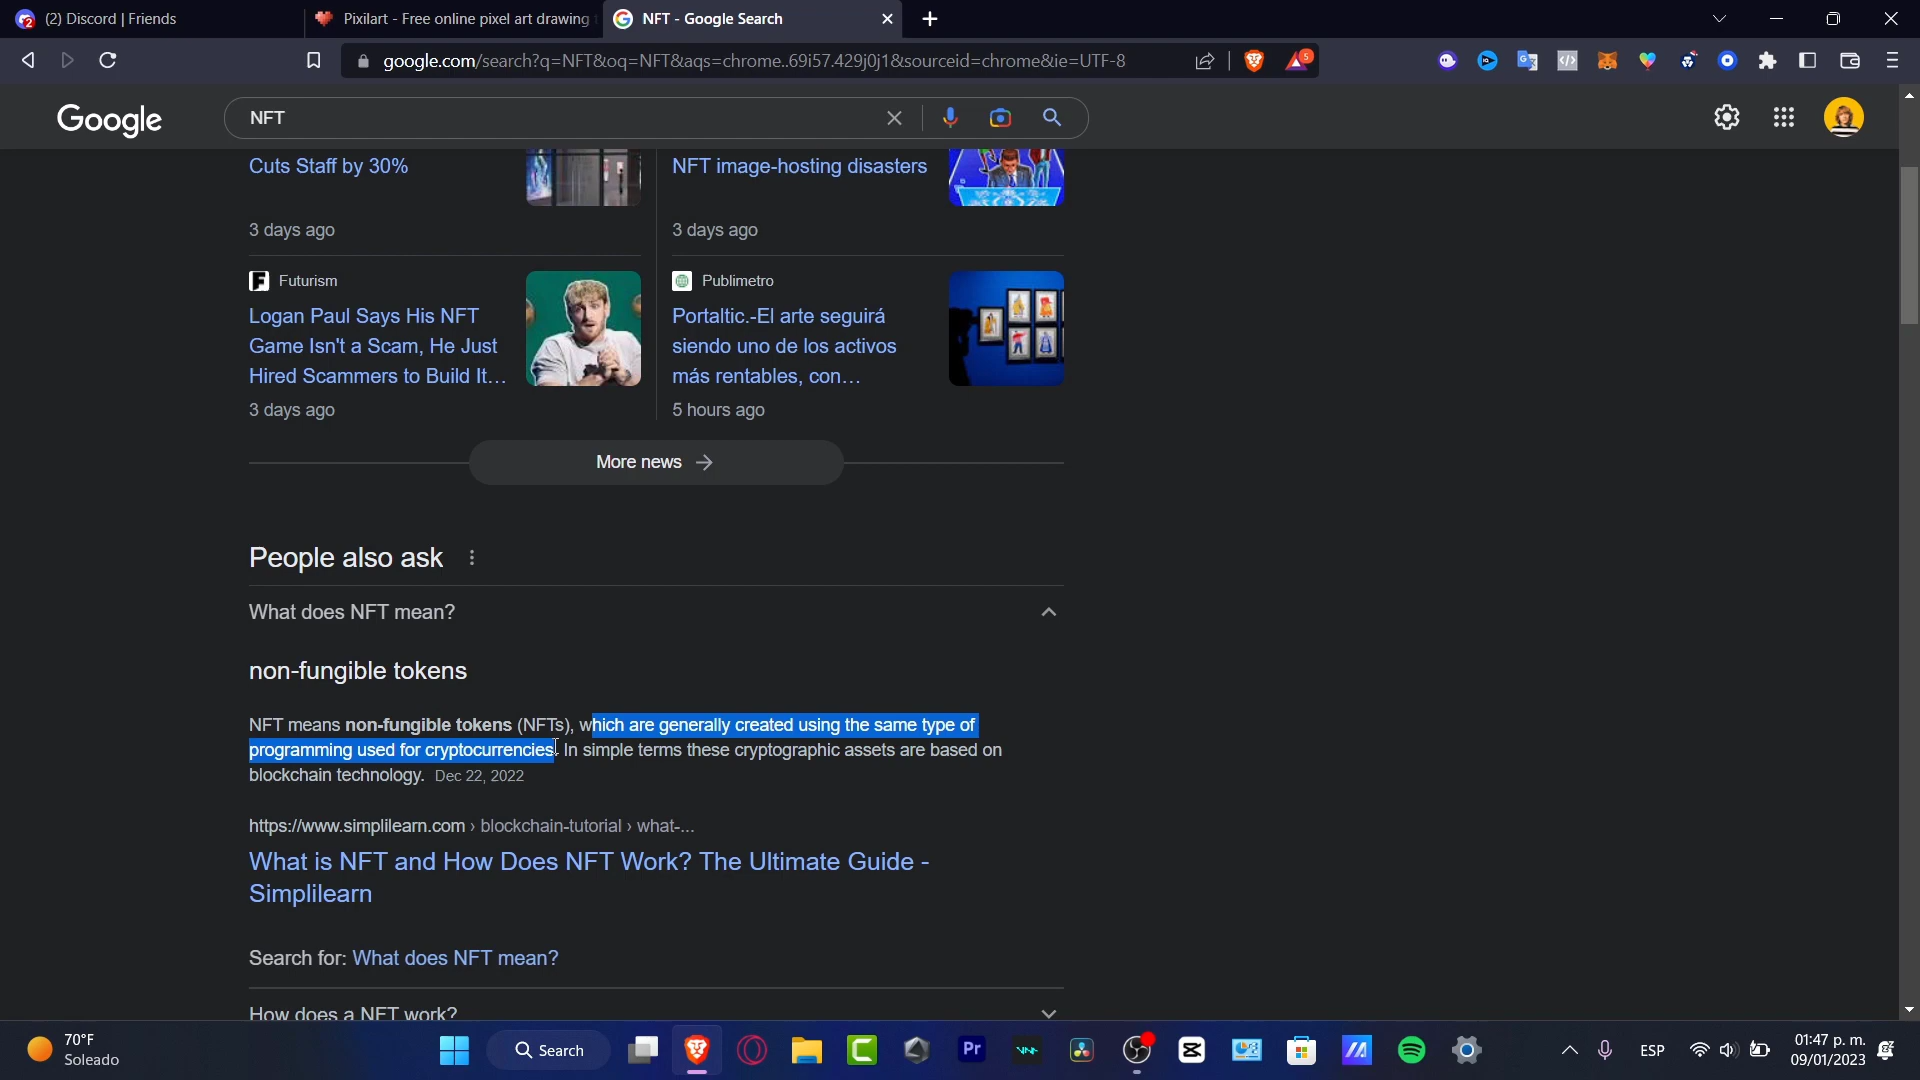 (2) Discord | Friends
Pixilart - Free online pixel art drawing
NFT - Google Search
google.com/search?q=NFT&oq=NFT&aqs=chrome..69i57.429j0j1&sourceid=chrome&ie=UTF-8
5
Google
NFT
Cuts Staff by 30%
3 days ago
NFT image-hosting disasters
3 days ago
Futurism
Logan Paul Says His NFT
Game Isn't a Scam, He Just
Hired Scammers to Build It...
3 days ago
Publimetro
Portaltic.-El arte seguirá
siendo uno de los activos
más rentables, con...
5 hours ago
More news
People also ask
What does NFT mean?
non-fungible tokens
NFT means non-fungible tokens (NFTs), which are generally created using the same type of
programming used for cryptocurrencies. In simple terms these cryptographic assets are based on
blockchain technology. Dec 22, 2022
https://www.simplilearn.com › blockchain-tutorial › what-...
What is NFT and How Does NFT Work? The Ultimate Guide -
Simplilearn
Search for: What does NFT mean?
How does a NFT work?
70°F
Soleado
Search
Pr
ESP
01:47 p. m.
09/01/2023